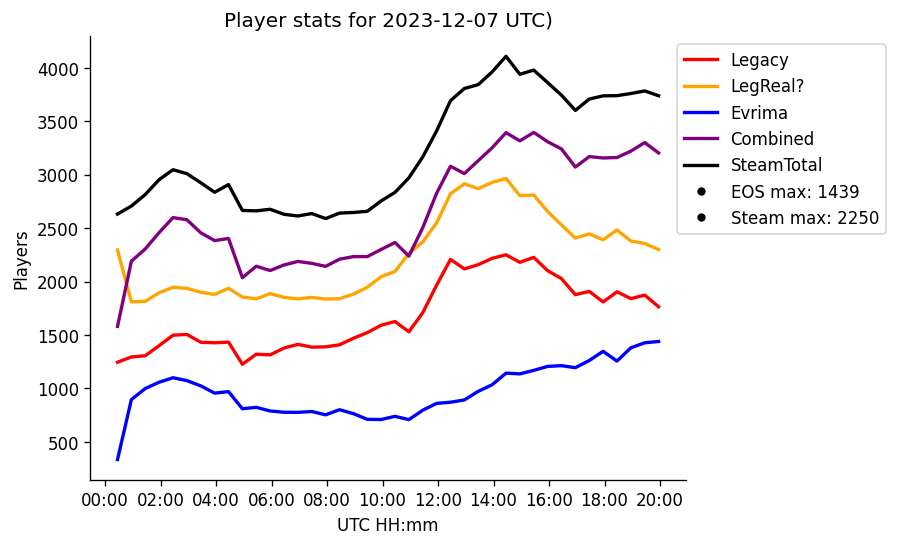 Player stats for 2023-12-07 UTC)
Legacy
LegReal?
Evrima
Combined
SteamTotal
EOS max: 1439
Steam max: 2250
Players
4000
3500
3000
2500
2000
1500
1000
500
00:00 02:00 04:00 06:00 08:00 10:00 12:00 14:00 16:00 18:00 20:00
UTC HH:mm